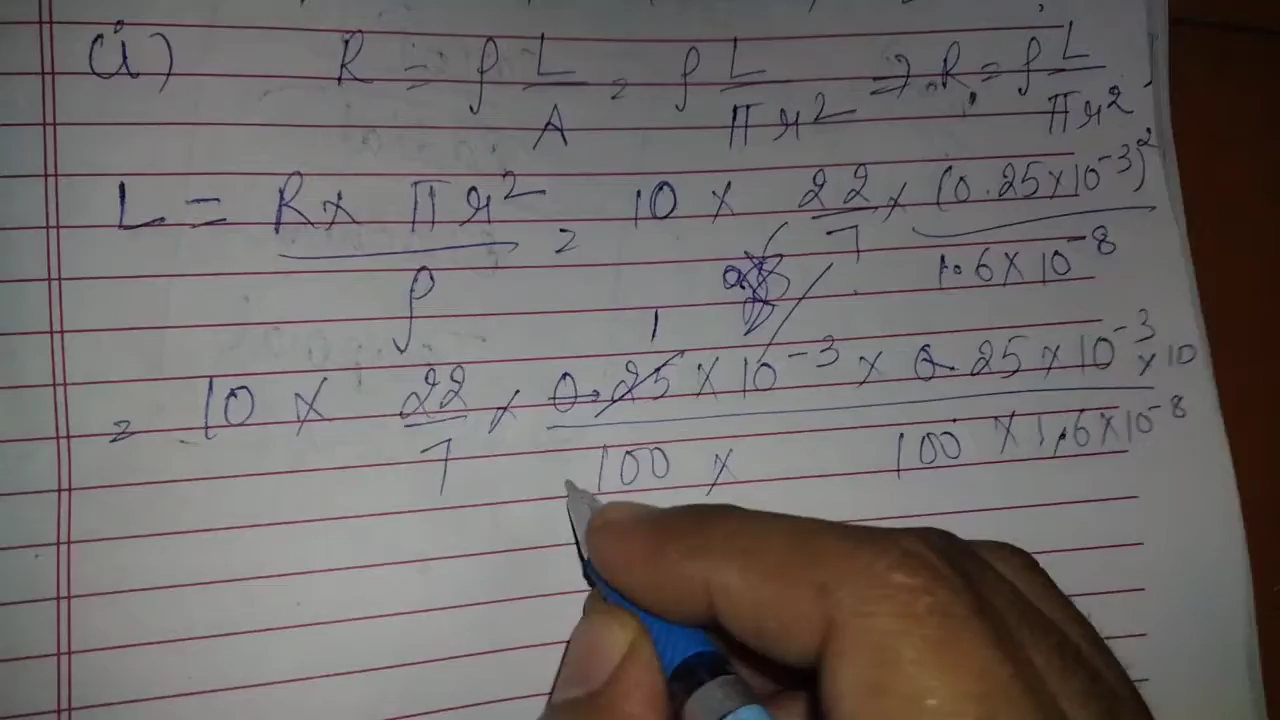 (i) R = ρ L/A = ρ L/πr² ⇒ R = ρ L/πr²
L = R × πr²/ρ = 10 × 22/7 × (0.25×10⁻³)²/1.6×10⁻⁸
= 10 × 22/7 × 0.25 × 10⁻³ × 0.25 × 10⁻³ × 10/100 × 100 × 1.6×10⁻⁸
1